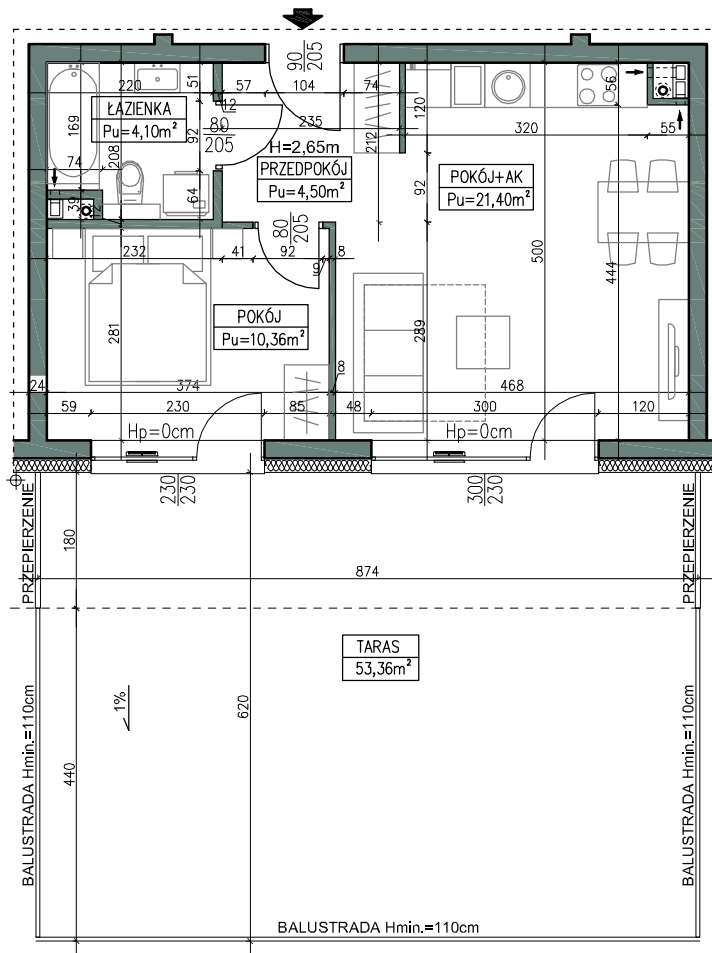 90
205
220
51
57
104
74
120
56
ŁAZIENKA
Pu=4,10m²
12
169
80
205
92
235
212
320
55
H=2,65m
PRZEDPOKÓJ
Pu=4,50m²
POKÓJ+AK
Pu=21,40m²
74
208
64
92
39
80
205
232
41
92
8
9
500
444
POKÓJ
Pu=10,36m²
281
289
8
24
374
468
59
230
85
48
300
120
Hp=0cm
Hp=0cm
230
230
300
230
PRZEPIERZENIE
PRZEPIERZENIE
180
874
TARAS
53,36m²
1%
620
440
BALUSTRADA Hmin.=110cm
BALUSTRADA Hmin.=110cm
BALUSTRADA Hmin.=110cm